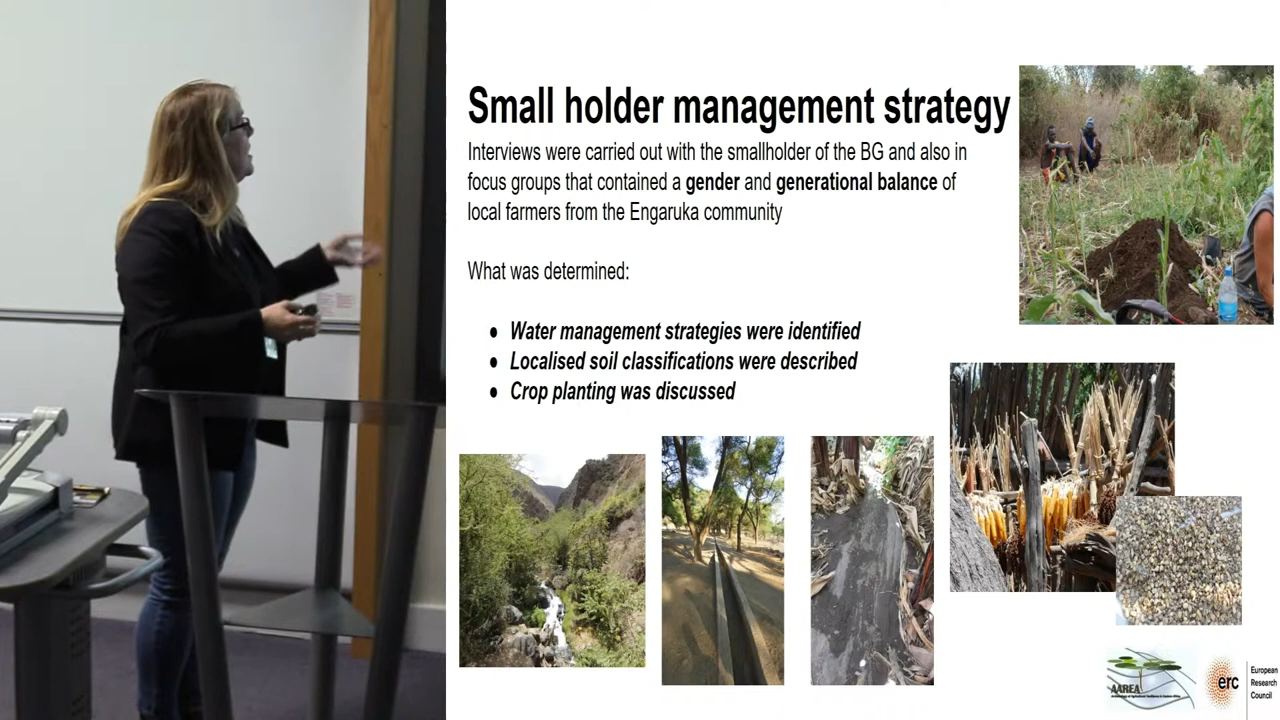 Small holder management strategy
Interviews were carried out with the smallholder of the BG and also in
focus groups that contained a gender and generational balance of
local farmers from the Engaruka community
What was determined:
● Water management strategies were identified
● Localised soil classifications were described
● Crop planting was discussed
AAREA
erc
European
Research
Council